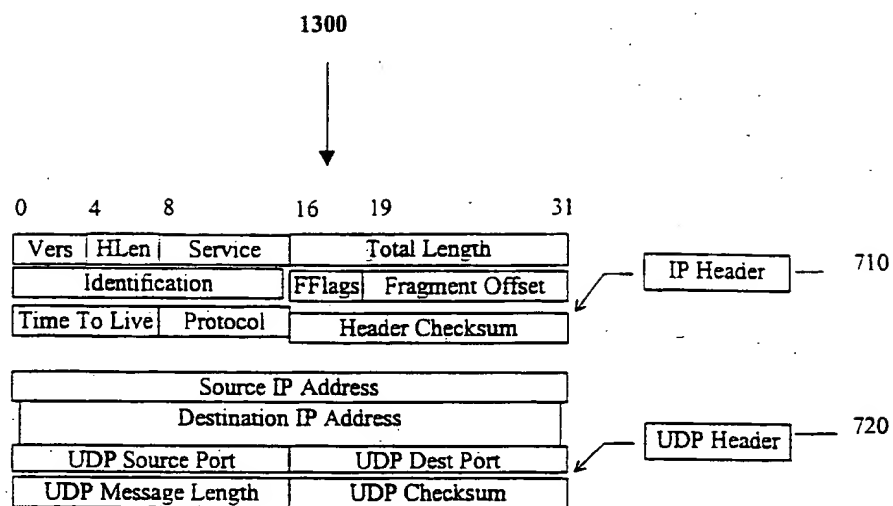 1300
0 4 8 16 19 31
Vers HLen Service Total Length
Identification FFlags Fragment Offset
IP Header 710
Time To Live Protocol Header Checksum
Source IP Address
Destination IP Address
UDP Header 720
UDP Source Port UDP Dest Port
UDP Message Length UDP Checksum